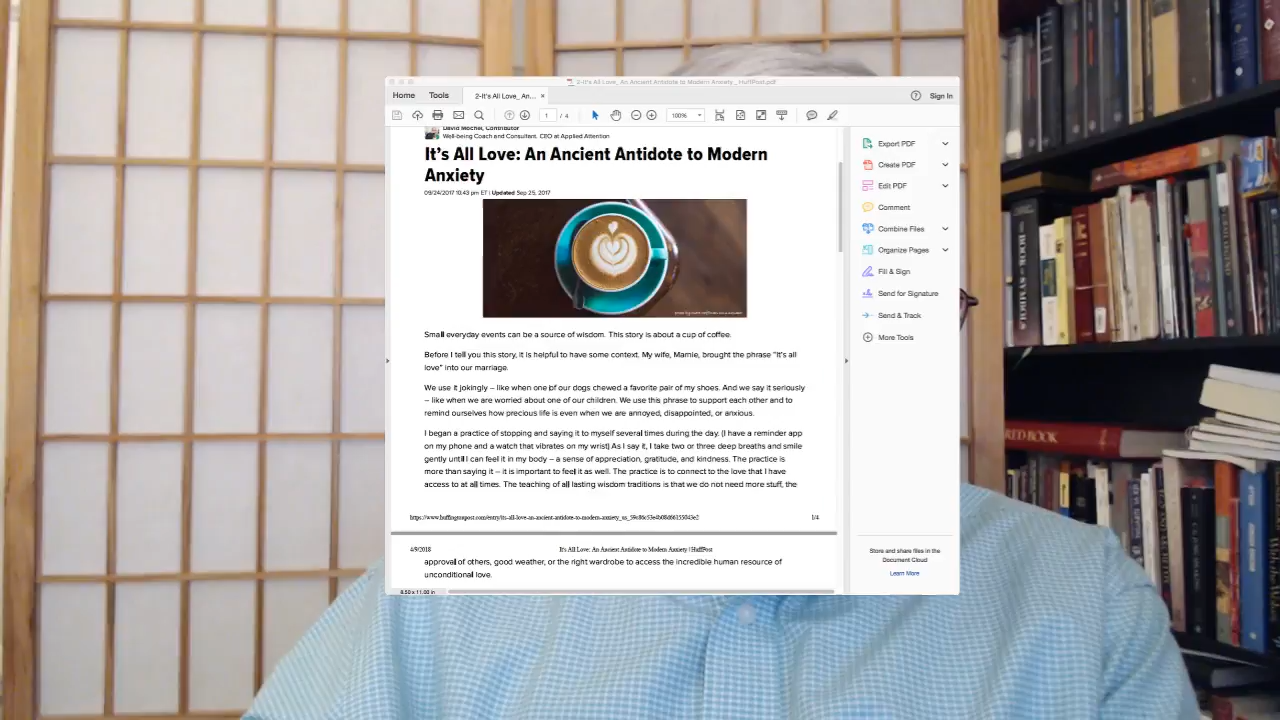 2-It's All Love_ An Ancient Antidote to Modern Anxiety _ HuffPost.pdf
Home Tools 2-It's All Love_ An... × Sign In
1 / 4 100%
David Mochel, Contributor
Well-being Coach and Consultant. CEO at Applied Attention
It's All Love: An Ancient Antidote to Modern
Anxiety
09/24/2017 10:43 pm ET | Updated Sep 25, 2017
Small everyday events can be a source of wisdom. This story is about a cup of coffee.
Before I tell you this story, it is helpful to have some context. My wife, Marnie, brought the phrase "It's all
love" into our marriage.
We use it jokingly – like when one of our dogs chewed a favorite pair of my shoes. And we say it seriously
– like when we are worried about one of our children. We use this phrase to support each other and to
remind ourselves how precious life is even when we are annoyed, disappointed, or anxious.
I began a practice of stopping and saying it to myself several times during the day. (I have a reminder app
on my phone and a watch that vibrates on my wrist) As I say it, I take two or three deep breaths and smile
gently until I can feel it in my body – a sense of appreciation, gratitude, and kindness. The practice is
more than saying it – it is important to feel it as well. The practice is to connect to the love that I have
access to at all times. The teaching of all lasting wisdom traditions is that we do not need more stuff, the
1/4
4/9/2018 It's All Love: An Ancient Antidote to Modern Anxiety | HuffPost
approval of others, good weather, or the right wardrobe to access the incredible human resource of
unconditional love.
8.50 x 11.00 in
Export PDF
Create PDF
Edit PDF
Comment
Combine Files
Organize Pages
Fill & Sign
Send for Signature
Send & Track
More Tools
Store and share files in the
Document Cloud
Learn More
THE BOOK OF SYMBOLS
RED BOOK